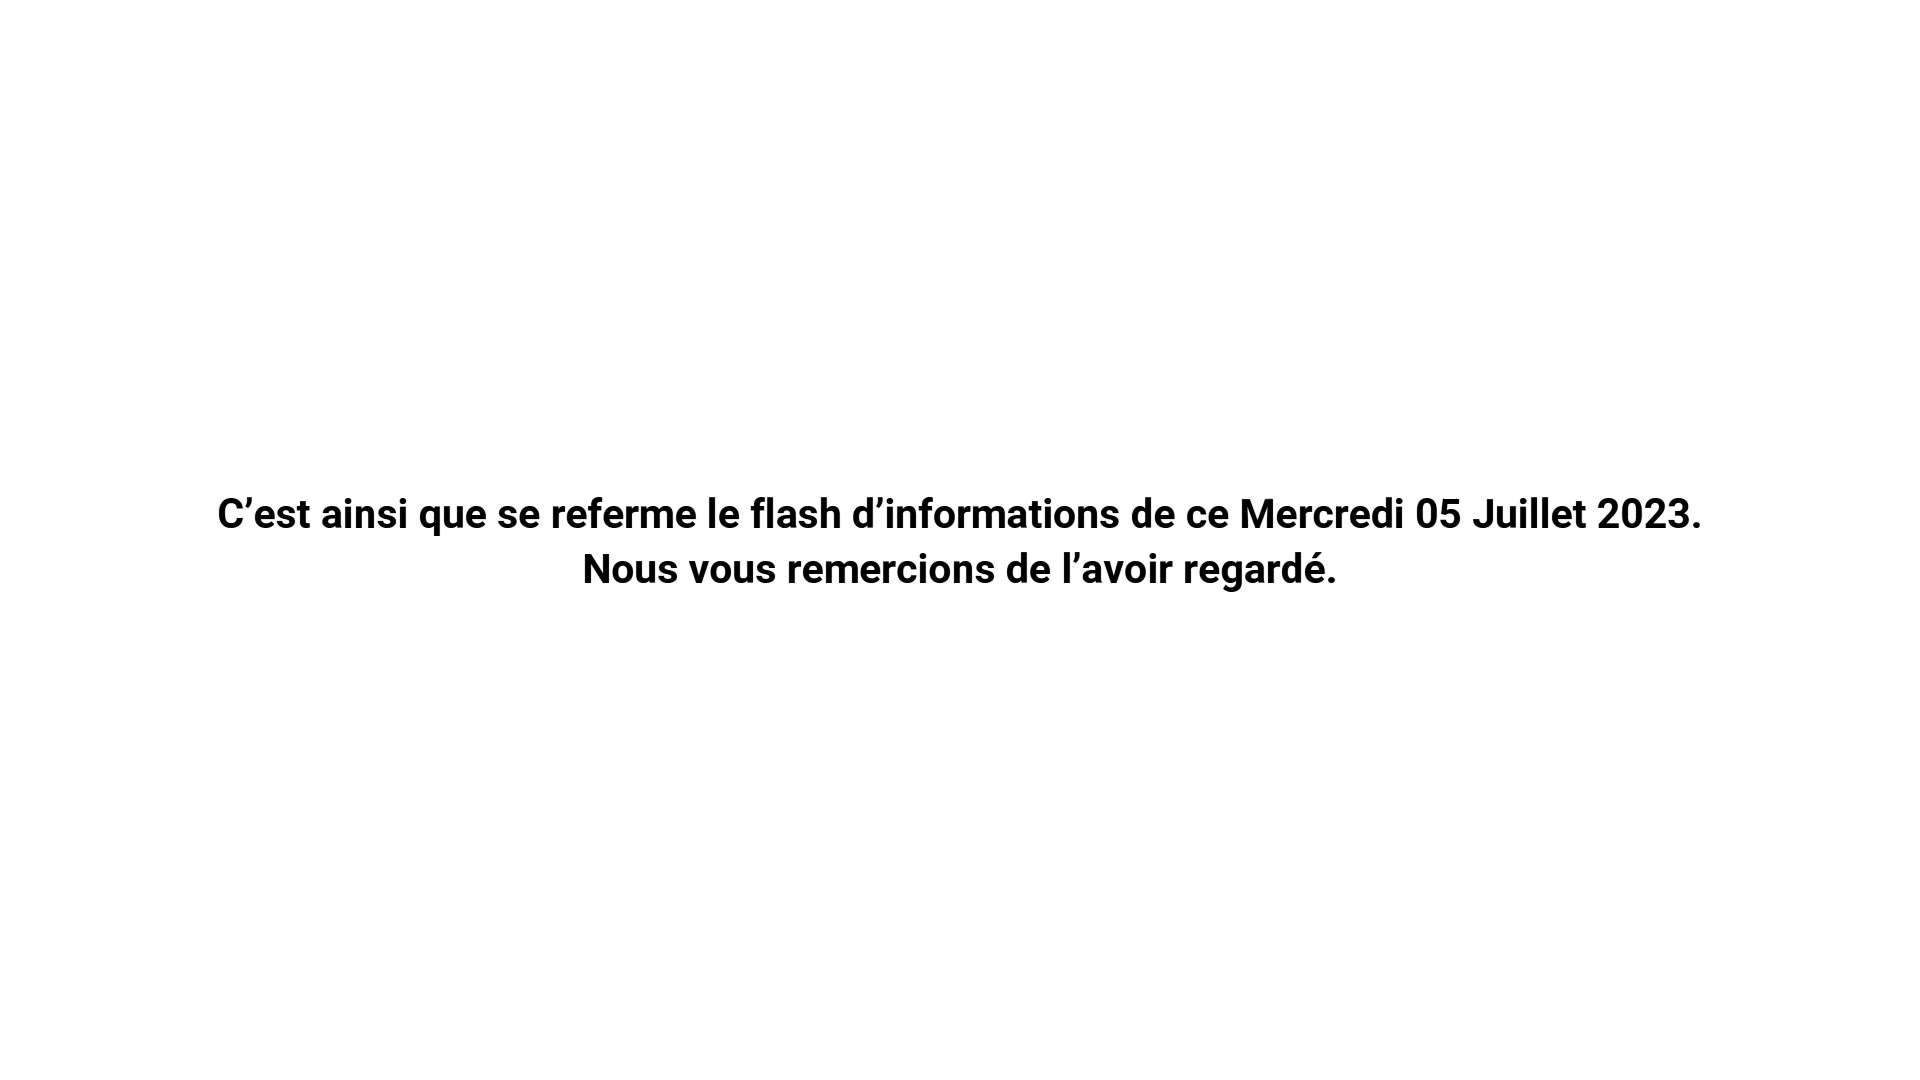 C’est ainsi que se referme le flash d’informations de ce Mercredi 05 Juillet 2023.
Nous vous remercions de l’avoir regardé.